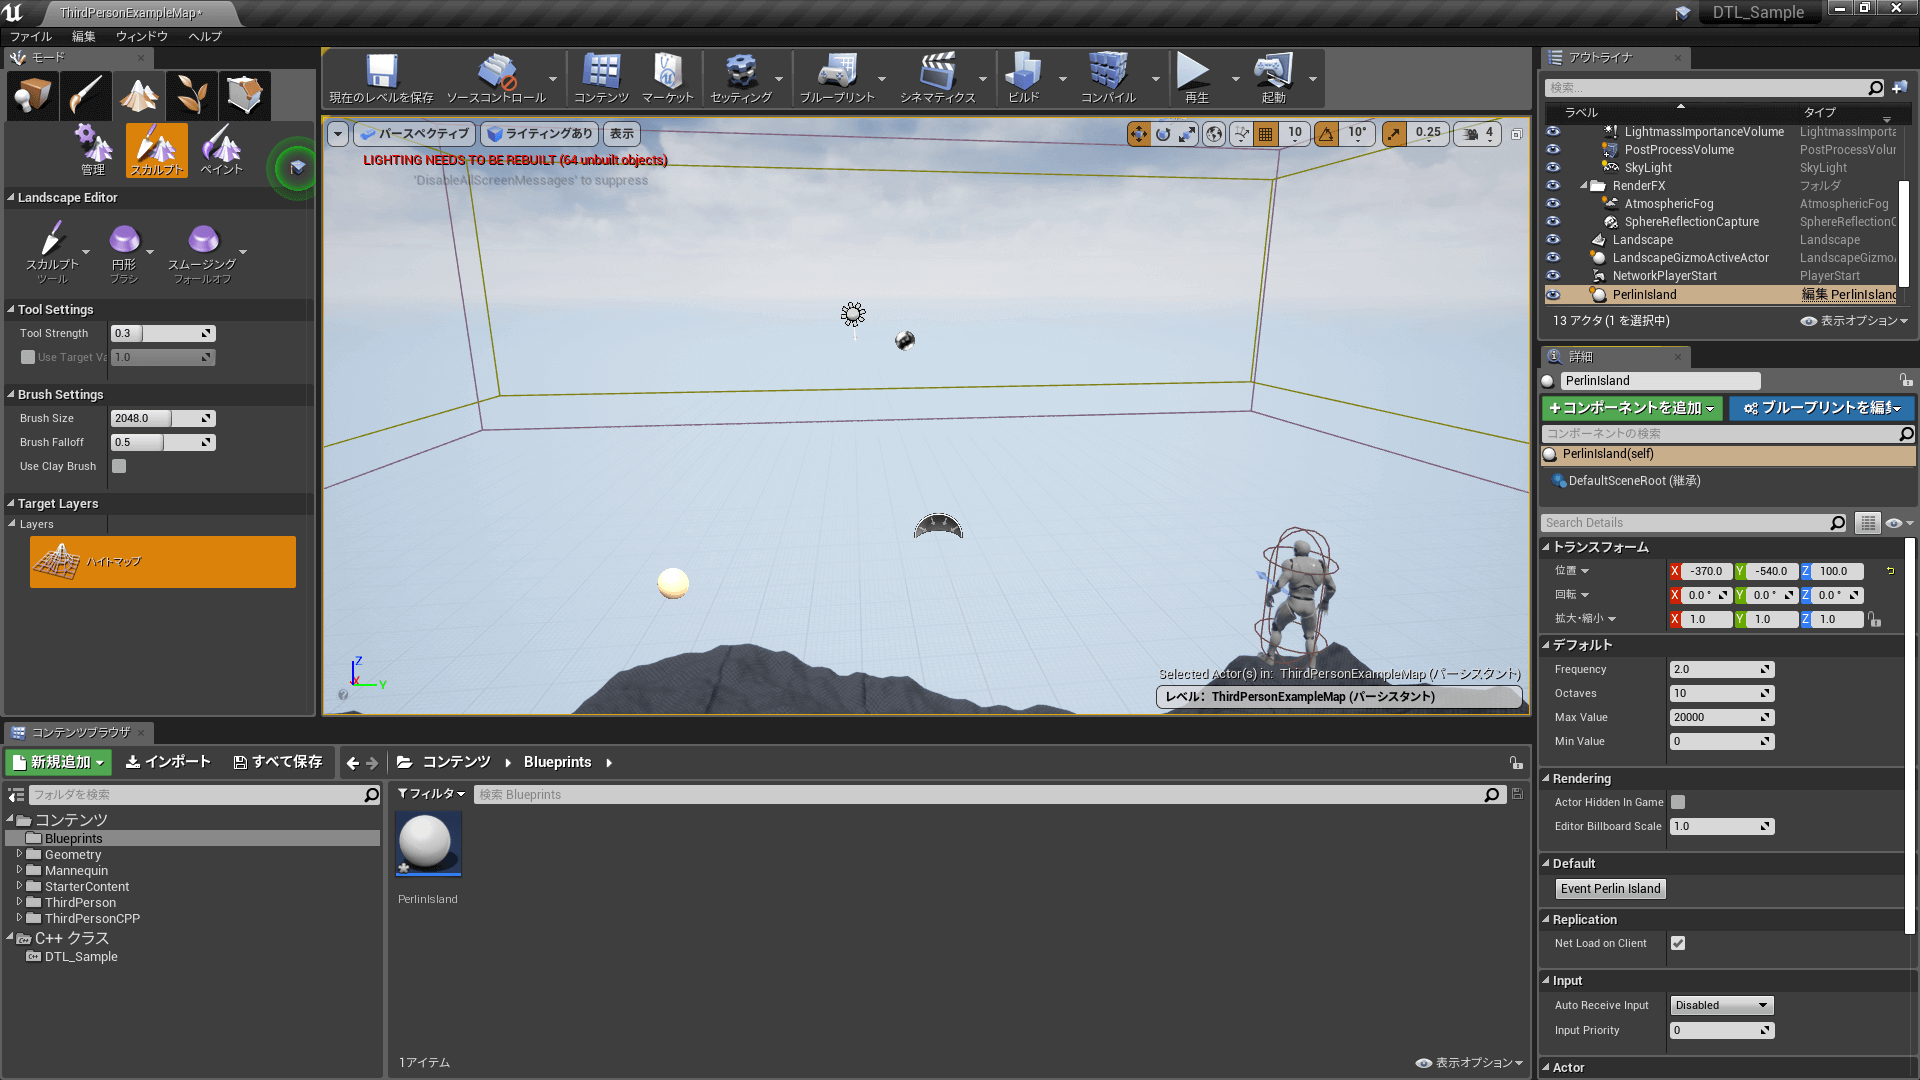 ThirdPersonExampleMap*
DTL_Sample
ファイル 編集 ウィンドウ ヘルプ
モード
管理 スカルプト ペイント
Landscape Editor
スカルプト 円形 スムージング
ツール ブラシ フォールオフ
Tool Settings
Tool Strength 0.3
Use Target Va 1.0
Brush Settings
Brush Size 2048.0
Brush Falloff 0.5
Use Clay Brush
Target Layers
Layers
ハイトマップ
現在のレベルを保存 ソースコントロール コンテンツ マーケット セッティング ブループリント シネマティクス ビルド コンパイル 再生 起動
パースペクティブ ライティングあり 表示
10 10° 0.25 4
LIGHTING NEEDS TO BE REBUILT (64 unbuilt objects)
'DisableAllScreenMessages' to suppress
Z
X
Y
Selected Actor(s) in: ThirdPersonExampleMap (パーシスタント)
レベル: ThirdPersonExampleMap (パーシスタント)
アウトライナ
検索...
ラベル タイプ
LightmassImportanceVolume LightmassImporta
PostProcessVolume PostProcessVolur
SkyLight SkyLight
RenderFX フォルダ
AtmosphericFog AtmosphericFog
SphereReflectionCapture SphereReflectionC
Landscape Landscape
LandscapeGizmoActiveActor LandscapeGizmoA
NetworkPlayerStart PlayerStart
PerlinIsland 編集 PerlinIsland
13 アクタ (1 を選択中) 表示オプション
詳細
PerlinIsland
+コンポーネントを追加 ブループリントを編集
コンポーネントの検索
PerlinIsland(self)
DefaultSceneRoot (継承)
Search Details
トランスフォーム
位置 X -370.0 Y -540.0 Z 100.0
回転 X 0.0 ° Y 0.0 ° Z 0.0 °
拡大・縮小 X 1.0 Y 1.0 Z 1.0
デフォルト
Frequency 2.0
Octaves 10
Max Value 20000
Min Value 0
Rendering
Actor Hidden In Game
Editor Billboard Scale 1.0
Default
Event Perlin Island
Replication
Net Load on Client
Input
Auto Receive Input Disabled
Input Priority 0
Actor
コンテンツブラウザ
新規追加 インポート すべて保存 コンテンツ Blueprints
フォルダを検索
フィルタ 検索 Blueprints
コンテンツ
Blueprints
Geometry
Mannequin
StarterContent
ThirdPerson
ThirdPersonCPP
C++ クラス
DTL_Sample
PerlinIsland
1アイテム 表示オプション